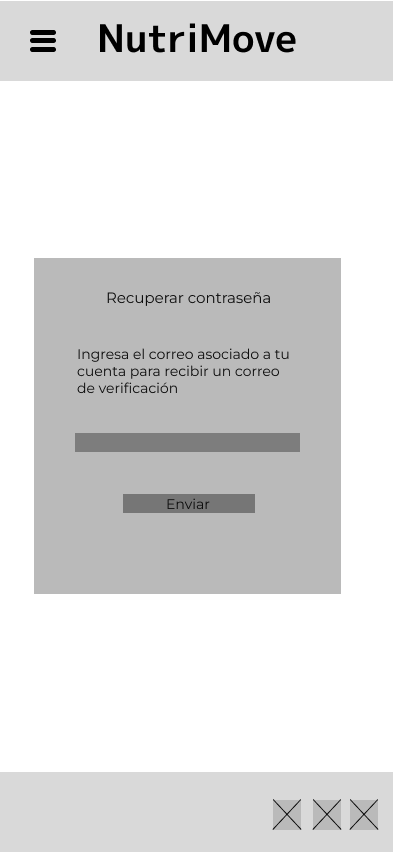 NutriMove
Recuperar contraseña
Ingresa el correo asociado a tu
cuenta para recibir un correo
de verificación
Enviar